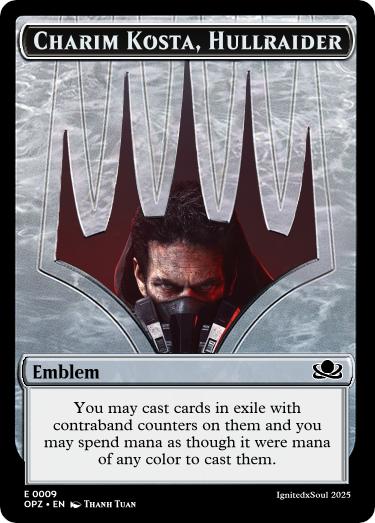 Charim Kosta, Hullraider
Emblem
You may cast cards in exile with
contraband counters on them and you
may spend mana as though it were mana
of any color to cast them.
E 0009
OPZ • EN Thanh Tuan
IgnitedxSoul 2025